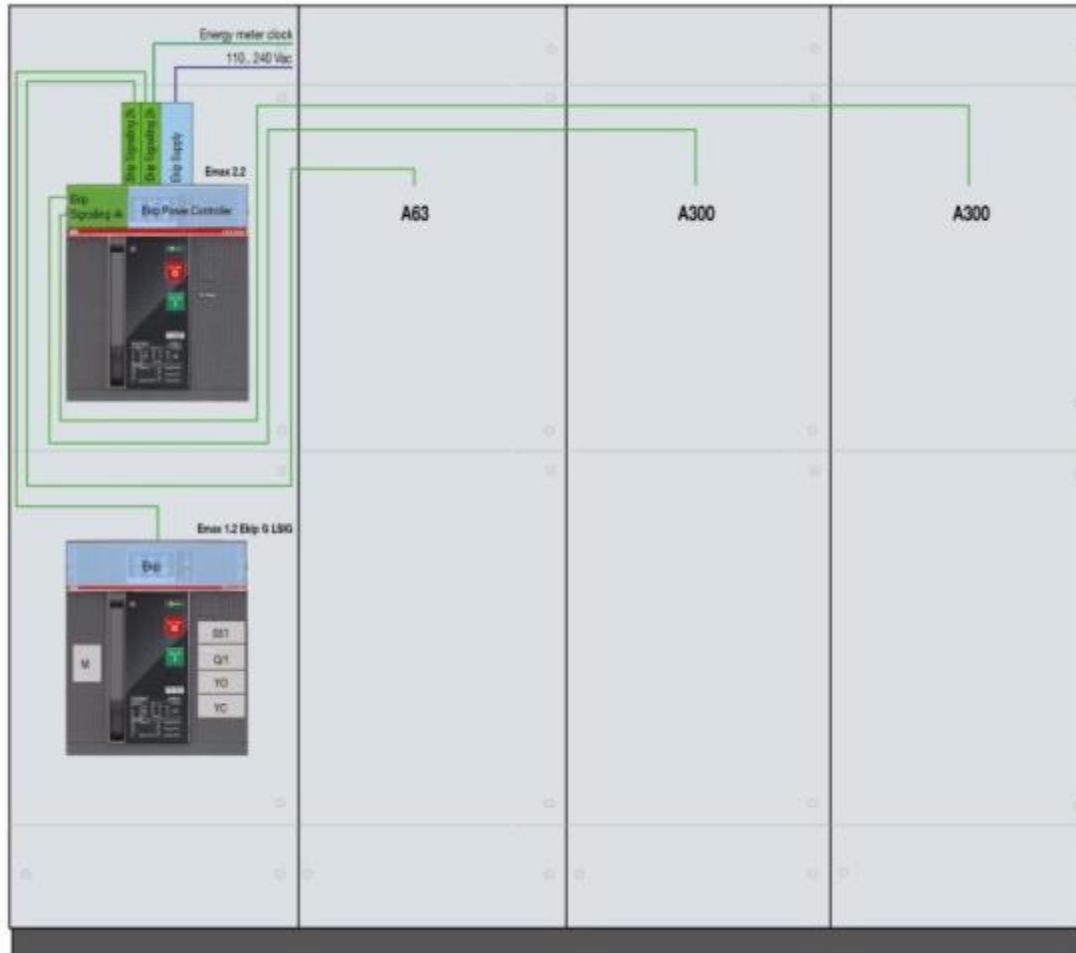 Energy meter clock
110.. 240 Vac
Ekip Signalling 2k
Ekip Signalling 2k
Ekip Supply
Emax 2.2
Ekip
Signalling 4k
Ekip Power Controller
A63
A300
A300
Emax 1.2 Ekip G LSIG
Ekip
M
S51
Q/1
YO
YC